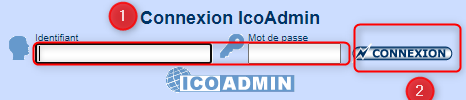 1 Connexion IcoAdmin
Identifiant Mot de passe
CONNEXION
ICOADMIN
2